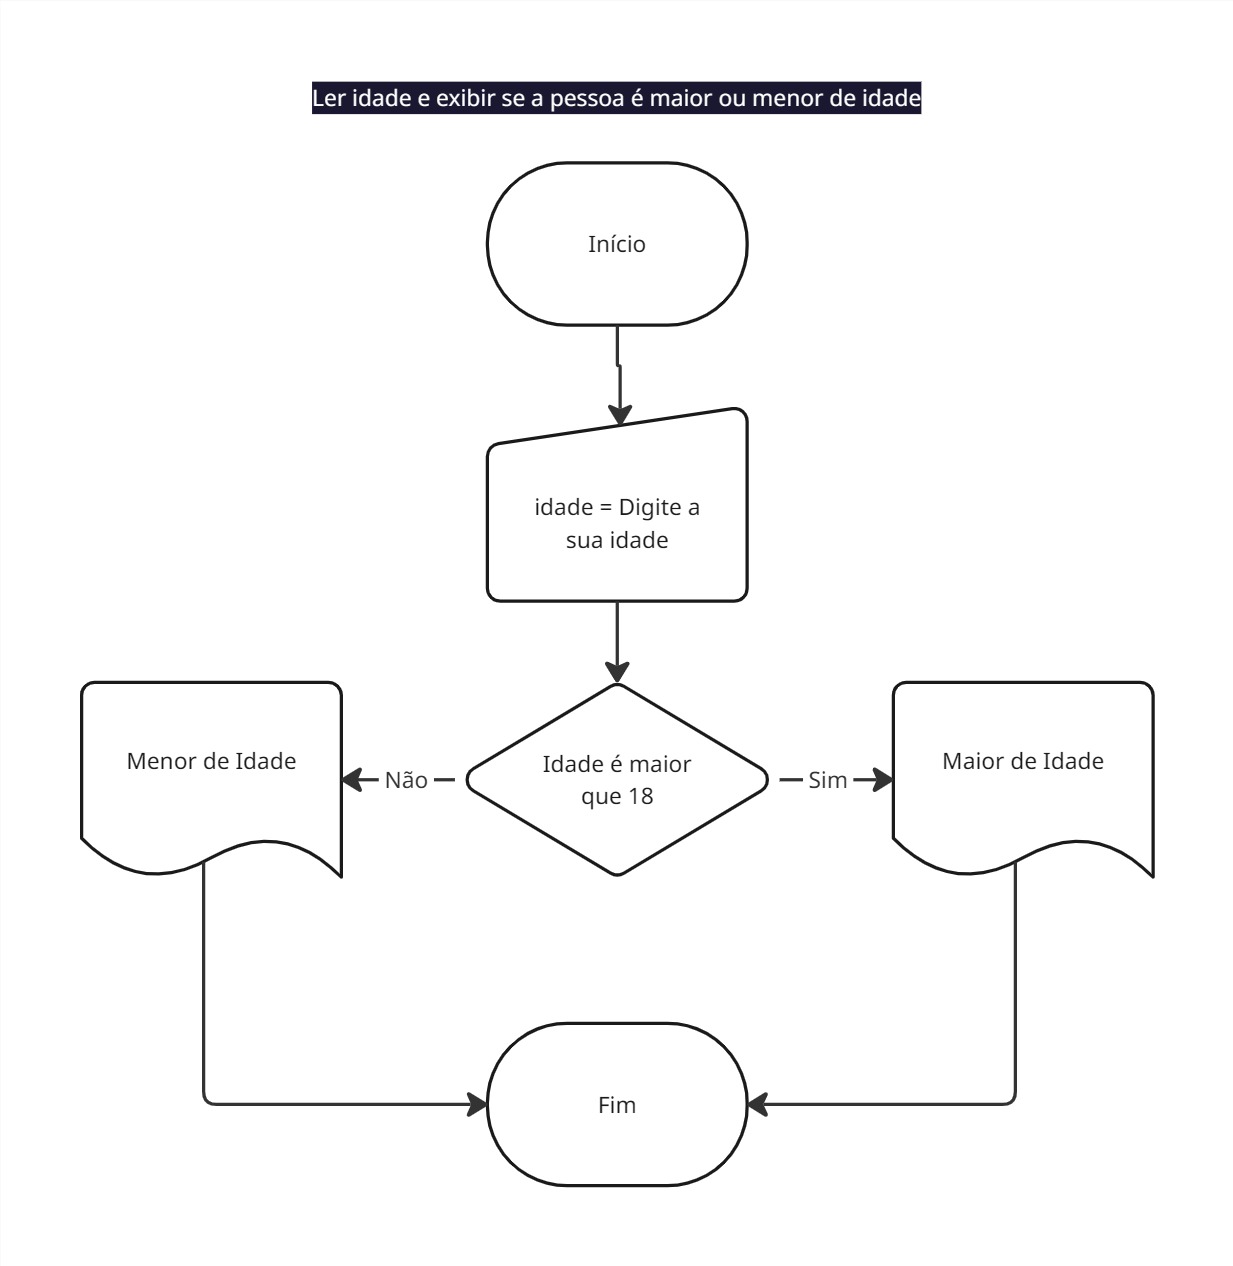 Ler idade e exibir se a pessoa é maior ou menor de idade
Início
idade = Digite a
sua idade
Menor de Idade
Não
Idade é maior
que 18
Sim
Maior de Idade
Fim